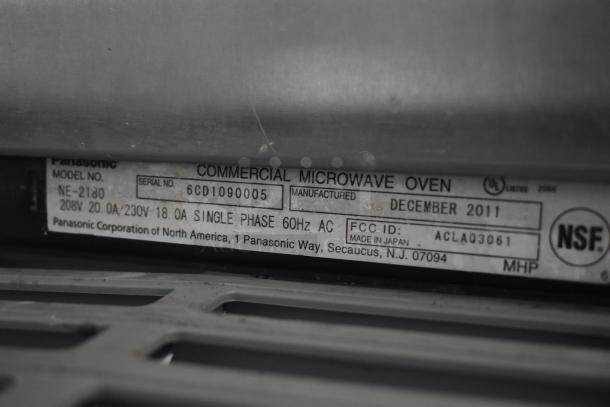 Panasonic COMMERCIAL MICROWAVE OVEN UL LISTED
MODEL NO. SERIAL NO. 6CD1090005 MANUFACTURED DECEMBER 2011
NE-2180
208V 20.0A/230V 18.0A SINGLE PHASE 60Hz AC FCC ID: ACLAQ3061
MADE IN JAPAN
Panasonic Corporation of North America, 1 Panasonic Way, Secaucus, N.J. 07094
MHP
NSF